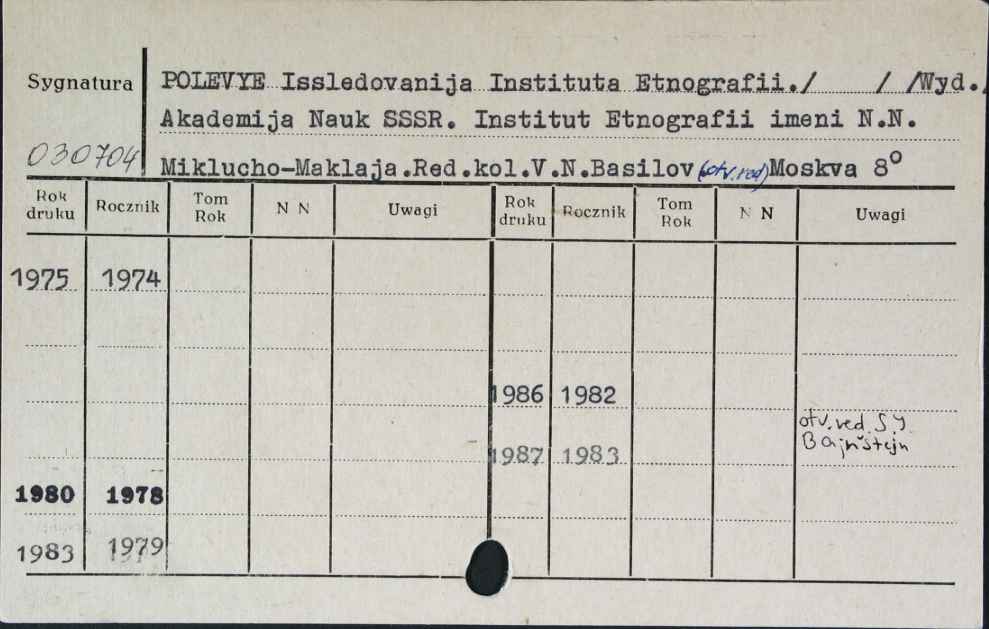 Sygnatura
030704
POLEVYE Issledovanija Instituta Etnografii./ / /Wyd.,
Akademija Nauk SSSR. Institut Etnografii imeni N.N.
Miklucho-Maklaja.Red.kol.V.N.Basilov(otv.red)Moskva 8°
Rok druku Rocznik Tom Rok N N Uwagi Rok druku Rocznik Tom Rok N N Uwagi
1975 1974
1986 1982
1987 1983 otv.red. S.Y.
Bajnštejn
1980 1978
1983 1979